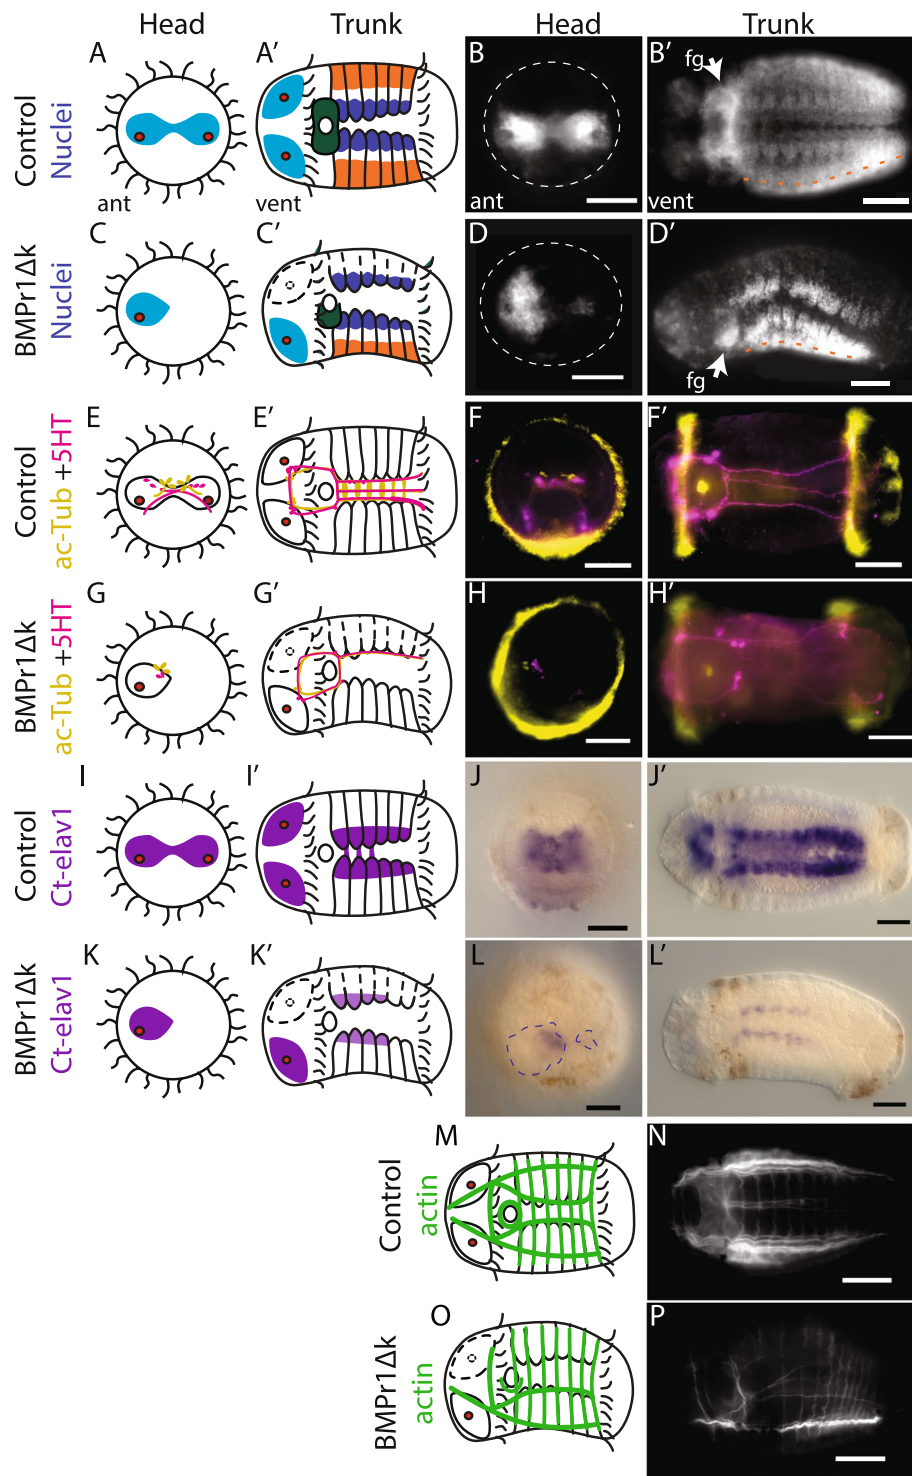 Head Trunk Head Trunk
A A' B B'
fg
Control
Nuclei
ant vent ant vent
C C' D D'
BMPr1Δk
Nuclei
fg
E E' F F'
Control
ac-Tub +5HT
G G' H H'
BMPr1Δk
ac-Tub +5HT
I I' J J'
Control
Ct-elav1
K K' L L'
BMPr1Δk
Ct-elav1
M N
Control
actin
O P
BMPr1Δk
actin